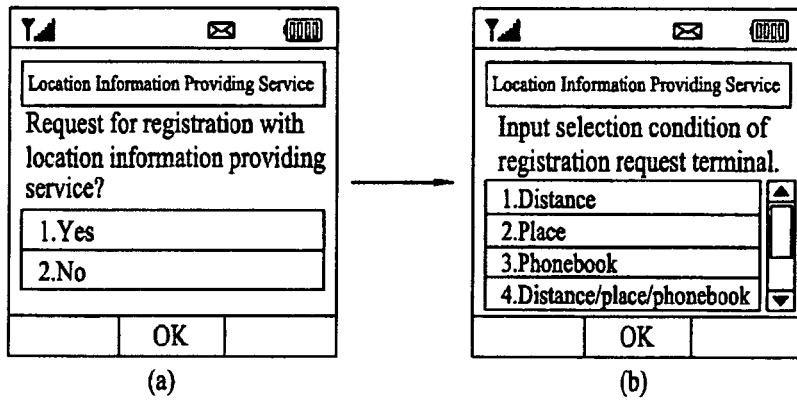 Location Information Providing Service
Request for registration with
location information providing
service?
1.Yes
2.No
OK
(a)
Location Information Providing Service
Input selection condition of
registration request terminal.
1.Distance
2.Place
3.Phonebook
4.Distance/place/phonebook
OK
(b)